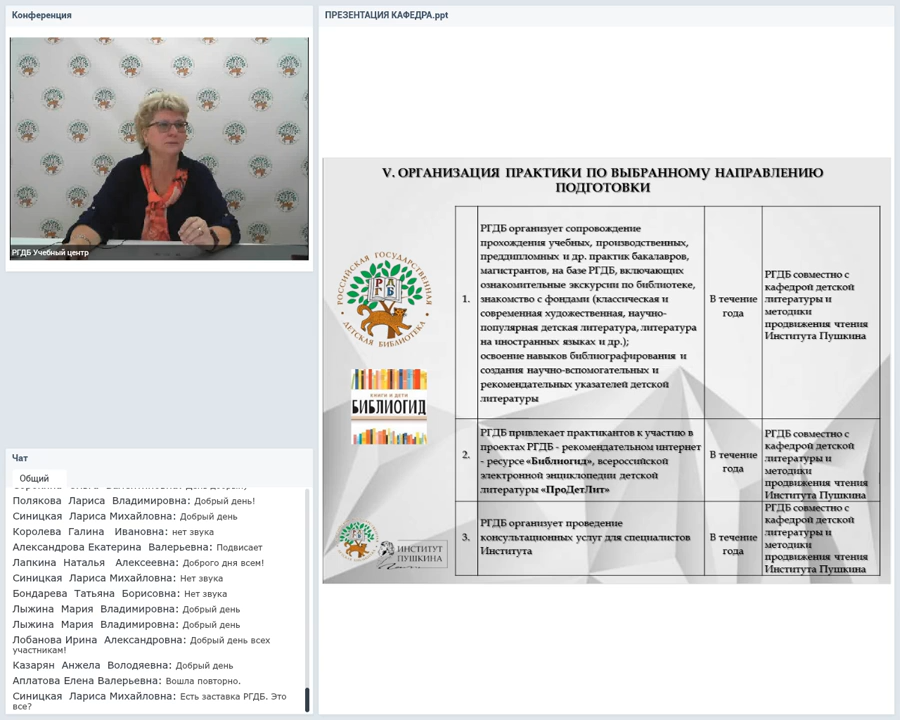 Конференция
РГДБ Учебный центр
Чат
Общий
Полякова Лариса Владимировна: Добрый день!
Синицкая Лариса Михайловна: Добрый день
Королева Галина Ивановна: нет звука
Александрова Екатерина Валерьевна: Подвисает
Лапкина Наталья Алексеевна: Доброго дня всем!
Синицкая Лариса Михайловна: Нет звука
Бондарева Татьяна Борисовна: Нет звука
Лыжина Мария Владимировна: Добрый день
Лыжина Мария Владимировна: Добрый день
Лобанова Ирина Александровна: Добрый день всех
участникам!
Казарян Анжела Володяевна: Добрый день
Аплатова Елена Валерьевна: Вошла повторно.
Синицкая Лариса Михайловна: Есть заставка РГДБ. Это
все?
ПРЕЗЕНТАЦИЯ КАФЕДРА.ppt
V. ОРГАНИЗАЦИЯ ПРАКТИКИ ПО ВЫБРАННОМУ НАПРАВЛЕНИЮ
ПОДГОТОВКИ
РОССИЙСКАЯ ГОСУДАРСТВЕННАЯ
РГДБ
ДЕТСКАЯ БИБЛИОТЕКА
КНИГИ И ДЕТИ
БИБЛИОГИД
ИНСТИТУТ
ПУШКИНА
1.
РГДБ организует сопровождение
прохождения учебных, производственных,
преддипломных и др. практик бакалавров,
магистрантов, на базе РГДБ, включающих
ознакомительные экскурсии по библиотеке,
знакомство с фондами (классическая и
современная художественная, научно-
популярная детская литература, литература
на иностранных языках и др.);
освоение навыков библиографирования и
создания научно-вспомогательных и
рекомендательных указателей детской
литературы
В течение
года
РГДБ совместно с
кафедрой детской
литературы и
методики
продвижения чтения
Института Пушкина
2.
РГДБ привлекает практикантов к участию в
проектах РГДБ - рекомендательном интернет
- ресурсе «Библиогид», всероссийской
электронной энциклопедии детской
литературы «ПроДетЛит»
В течение
года
РГДБ совместно с
кафедрой детской
литературы и
методики
продвижения чтения
Института Пушкина
3.
РГДБ организует проведение
консультационных услуг для специалистов
Института
В течение
года
РГДБ совместно с
кафедрой детской
литературы и
методики
продвижения чтения
Института Пушкина